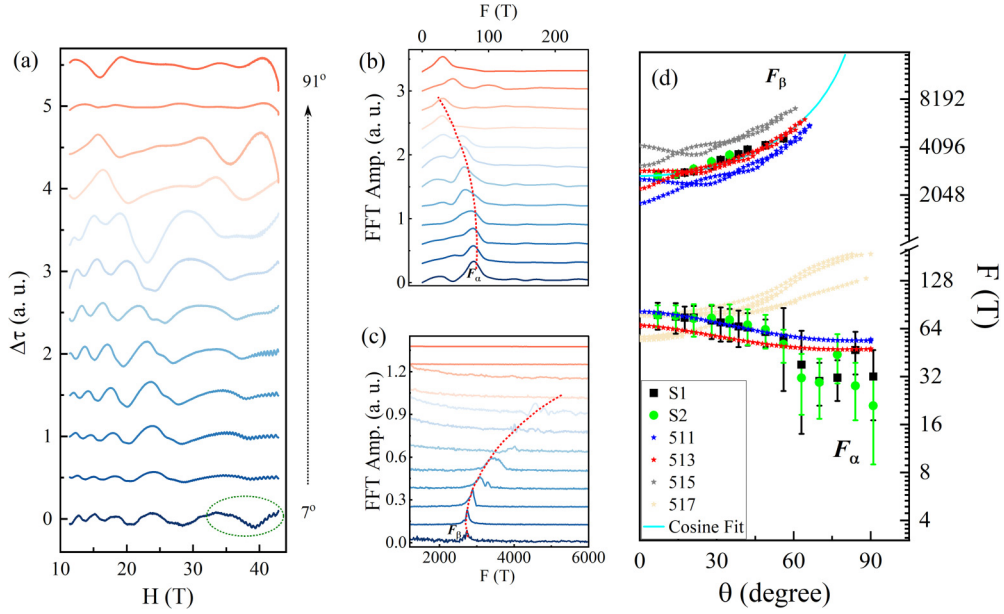 (a)
91°
7°
Δτ (a. u.)
5
4
3
2
1
0
10 20 30 40
H (T)
F (T)
0 100 200
(b)
FFT Amp. (a. u.)
3
2
1
0
Fα
(c)
FFT Amp. (a. u.)
1.2
0.9
0.6
0.3
0.0
Fβ
2000 4000 6000
F (T)
(d)
Fβ
8192
4096
2048
128
64
32
16
8
4
F (T)
Fα
S1
S2
511
513
515
517
Cosine Fit
0 30 60 90
θ (degree)